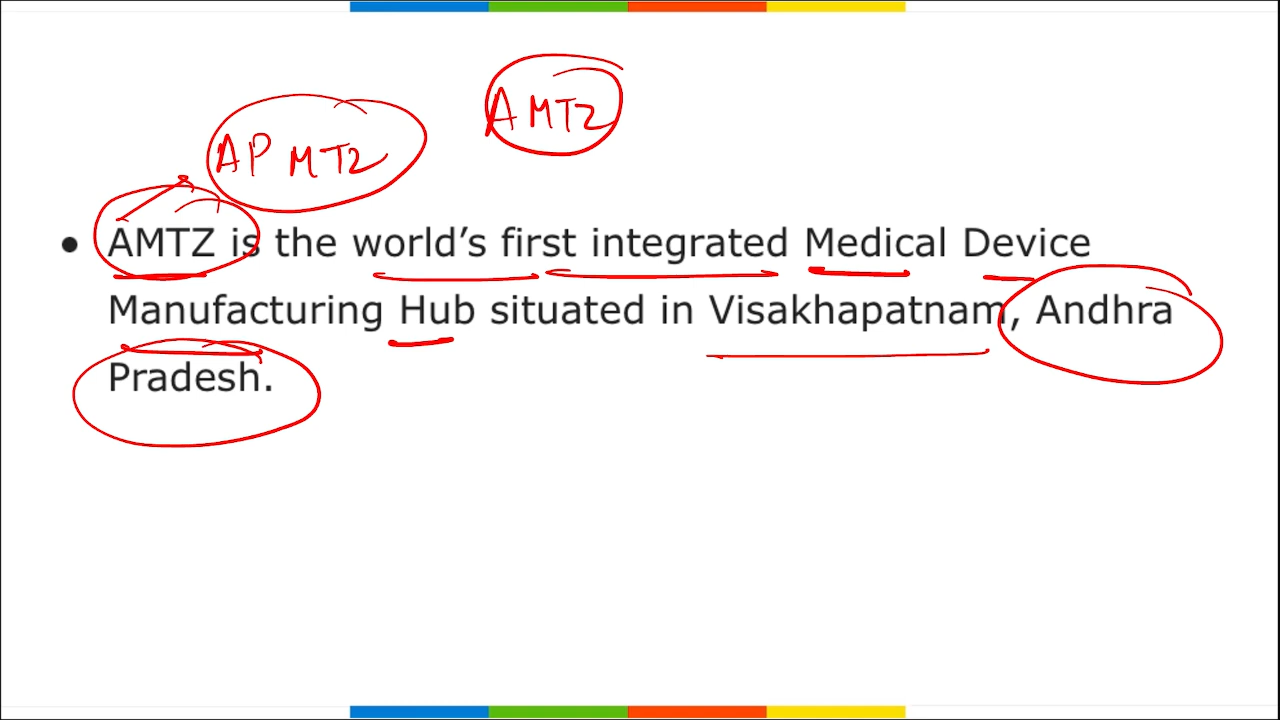 AMTZ
AP MTZ
• AMTZ is the world’s first integrated Medical Device
Manufacturing Hub situated in Visakhapatnam, Andhra
Pradesh.